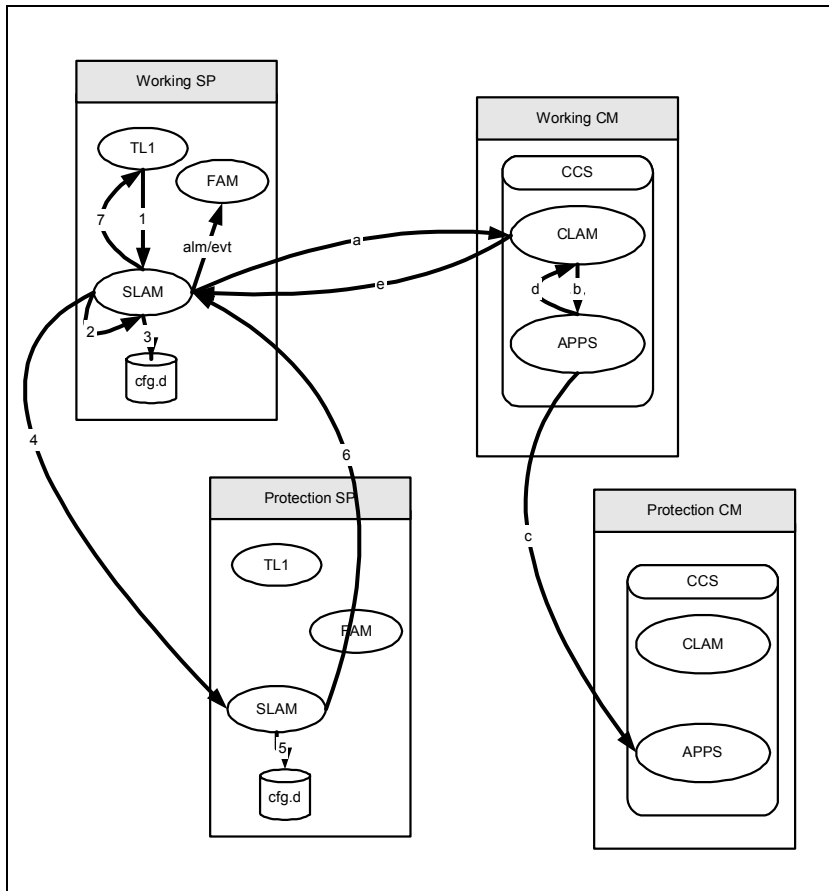 Working SP
TL1
FAM
7
1
alm/evt
SLAM
2
3
cfg.d
Working CM
CCS
CLAM
a
e
d
b
APPS
4
6
c
Protection SP
TL1
FAM
SLAM
5
cfg.d
Protection CM
CCS
CLAM
APPS